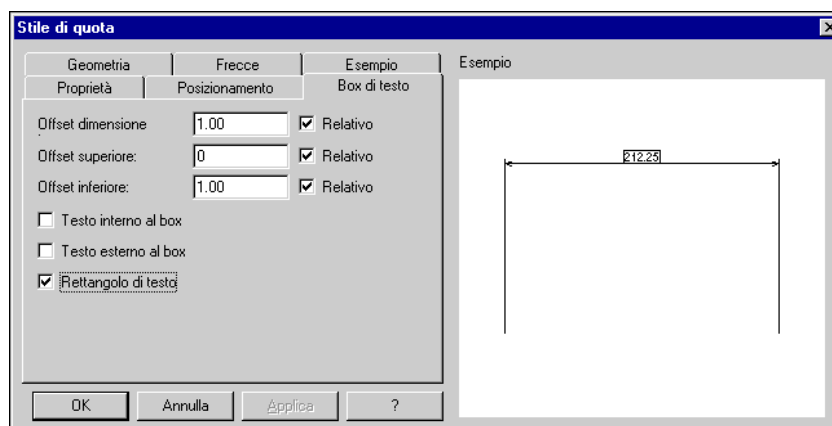 Stile di quota
Geometria Frecce Esempio
Proprietà Posizionamento Box di testo
Offset dimensione 1.00 Relativo
Offset superiore: 0 Relativo
Offset inferiore: 1.00 Relativo
Testo interno al box
Testo esterno al box
Rettangolo di testo
OK Annulla Applica ?
Esempio
212.25